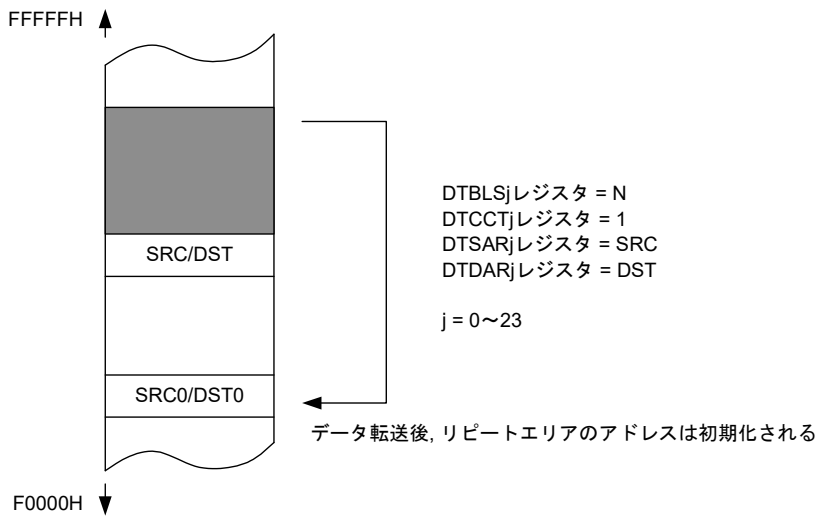 FFFFFH
DTBLSjレジスタ = N
DTCCTjレジスタ = 1
SRC/DST
DTSARjレジスタ = SRC
DTDARjレジスタ = DST
j = 0～23
SRC0/DST0
データ転送後, リピートエリアのアドレスは初期化される
F0000H